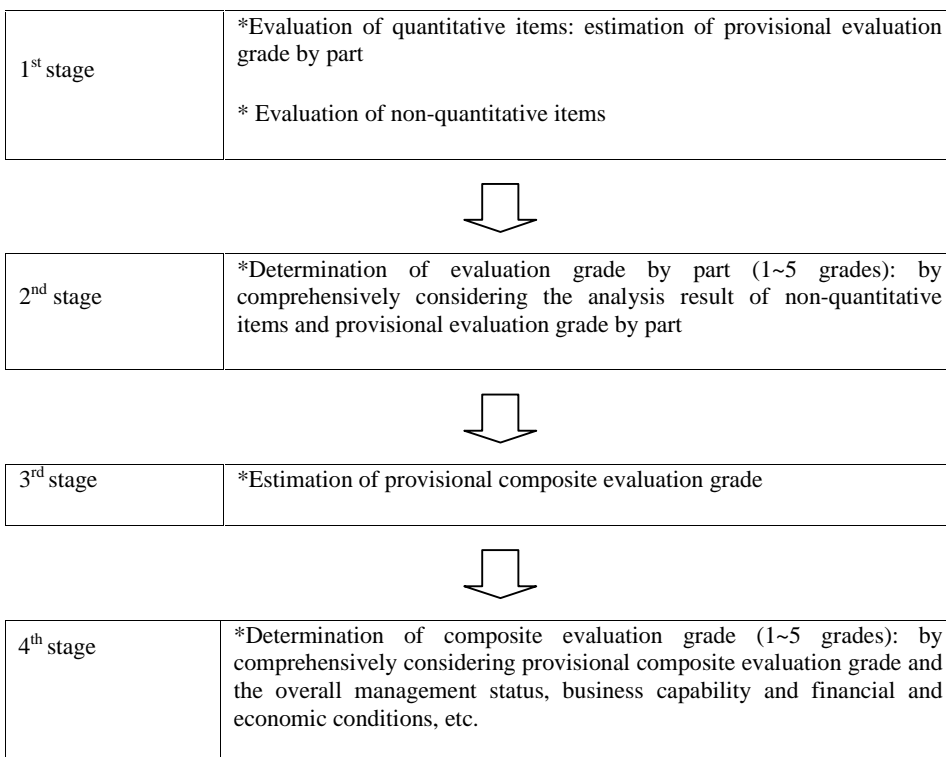 1st stage
*Evaluation of quantitative items: estimation of provisional evaluation
grade by part
* Evaluation of non-quantitative items
2nd stage
*Determination of evaluation grade by part (1~5 grades): by
comprehensively considering the analysis result of non-quantitative
items and provisional evaluation grade by part
3rd stage
*Estimation of provisional composite evaluation grade
4th stage
*Determination of composite evaluation grade (1~5 grades): by
comprehensively considering provisional composite evaluation grade and
the overall management status, business capability and financial and
economic conditions, etc.